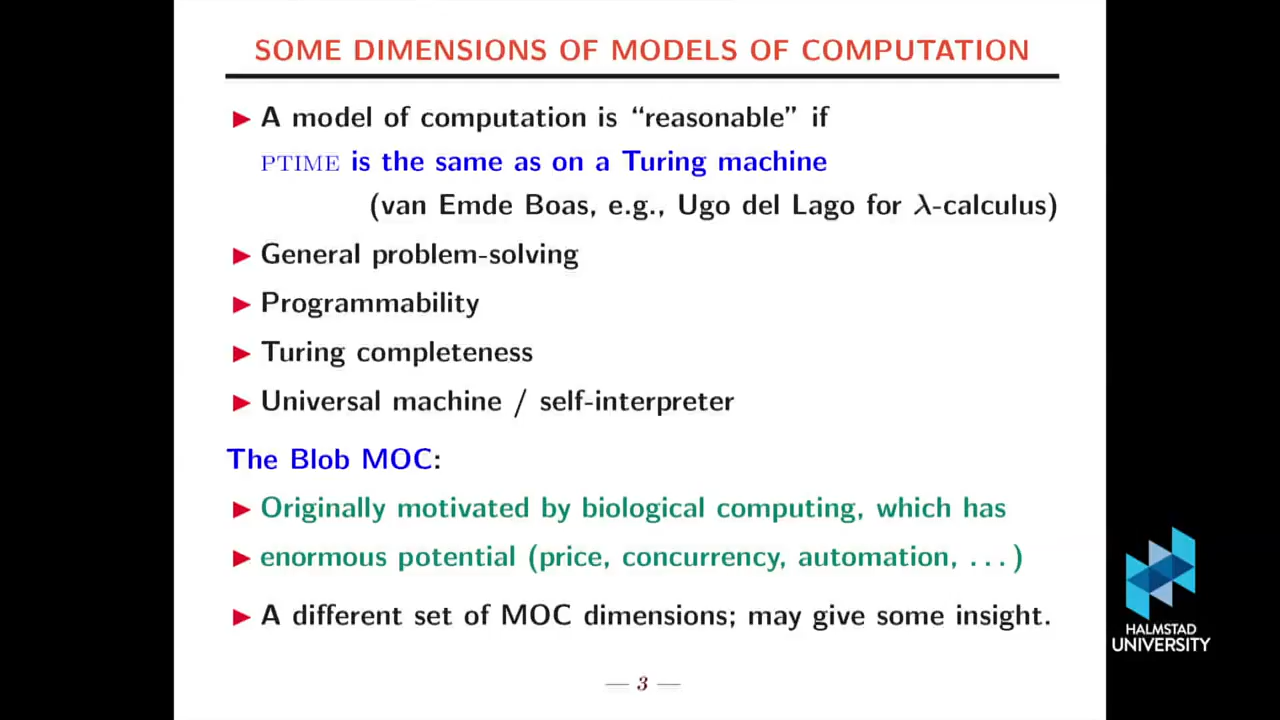 SOME DIMENSIONS OF MODELS OF COMPUTATION
▶ A model of computation is “reasonable” if
PTIME is the same as on a Turing machine
(van Emde Boas, e.g., Ugo del Lago for λ-calculus)
▶ General problem-solving
▶ Programmability
▶ Turing completeness
▶ Universal machine / self-interpreter
The Blob MOC:
▶ Originally motivated by biological computing, which has
▶ enormous potential (price, concurrency, automation, ...)
▶ A different set of MOC dimensions; may give some insight.
— 3 —
HALMSTAD
UNIVERSITY